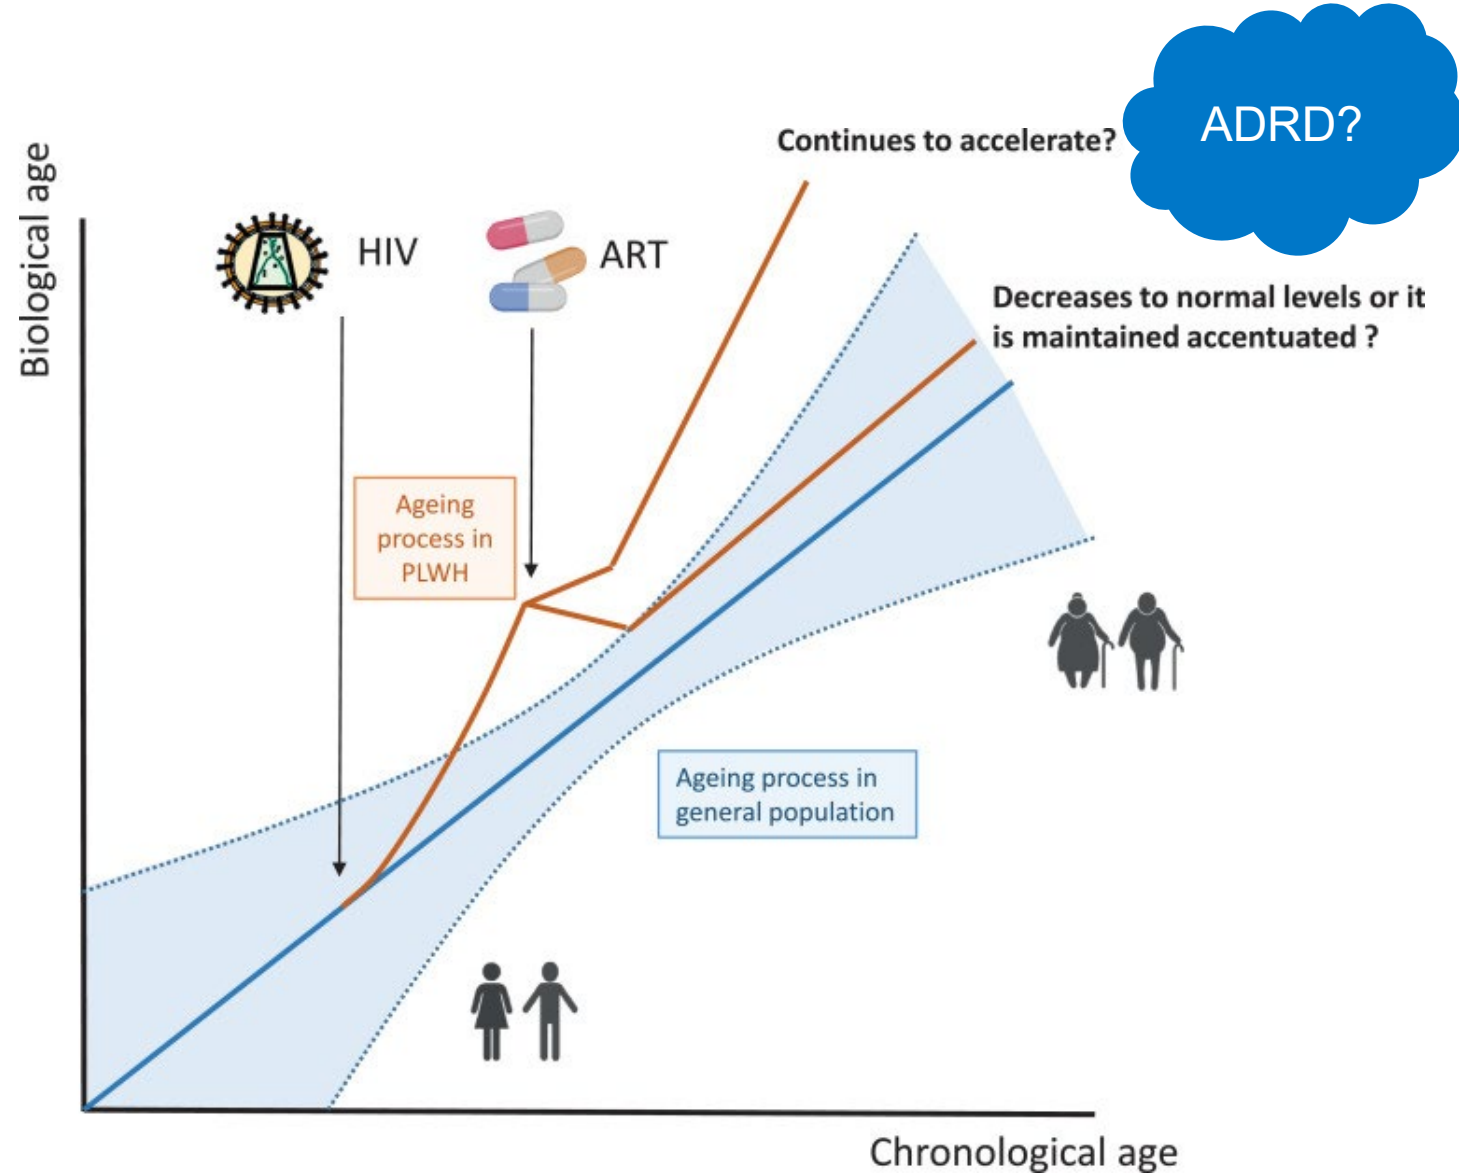 ADRD?
Continues to accelerate?
HIV
ART
Decreases to normal levels or it
is maintained accentuated ?
Biological age
Ageing
process in
PLWH
Ageing process in
general population
Chronological age